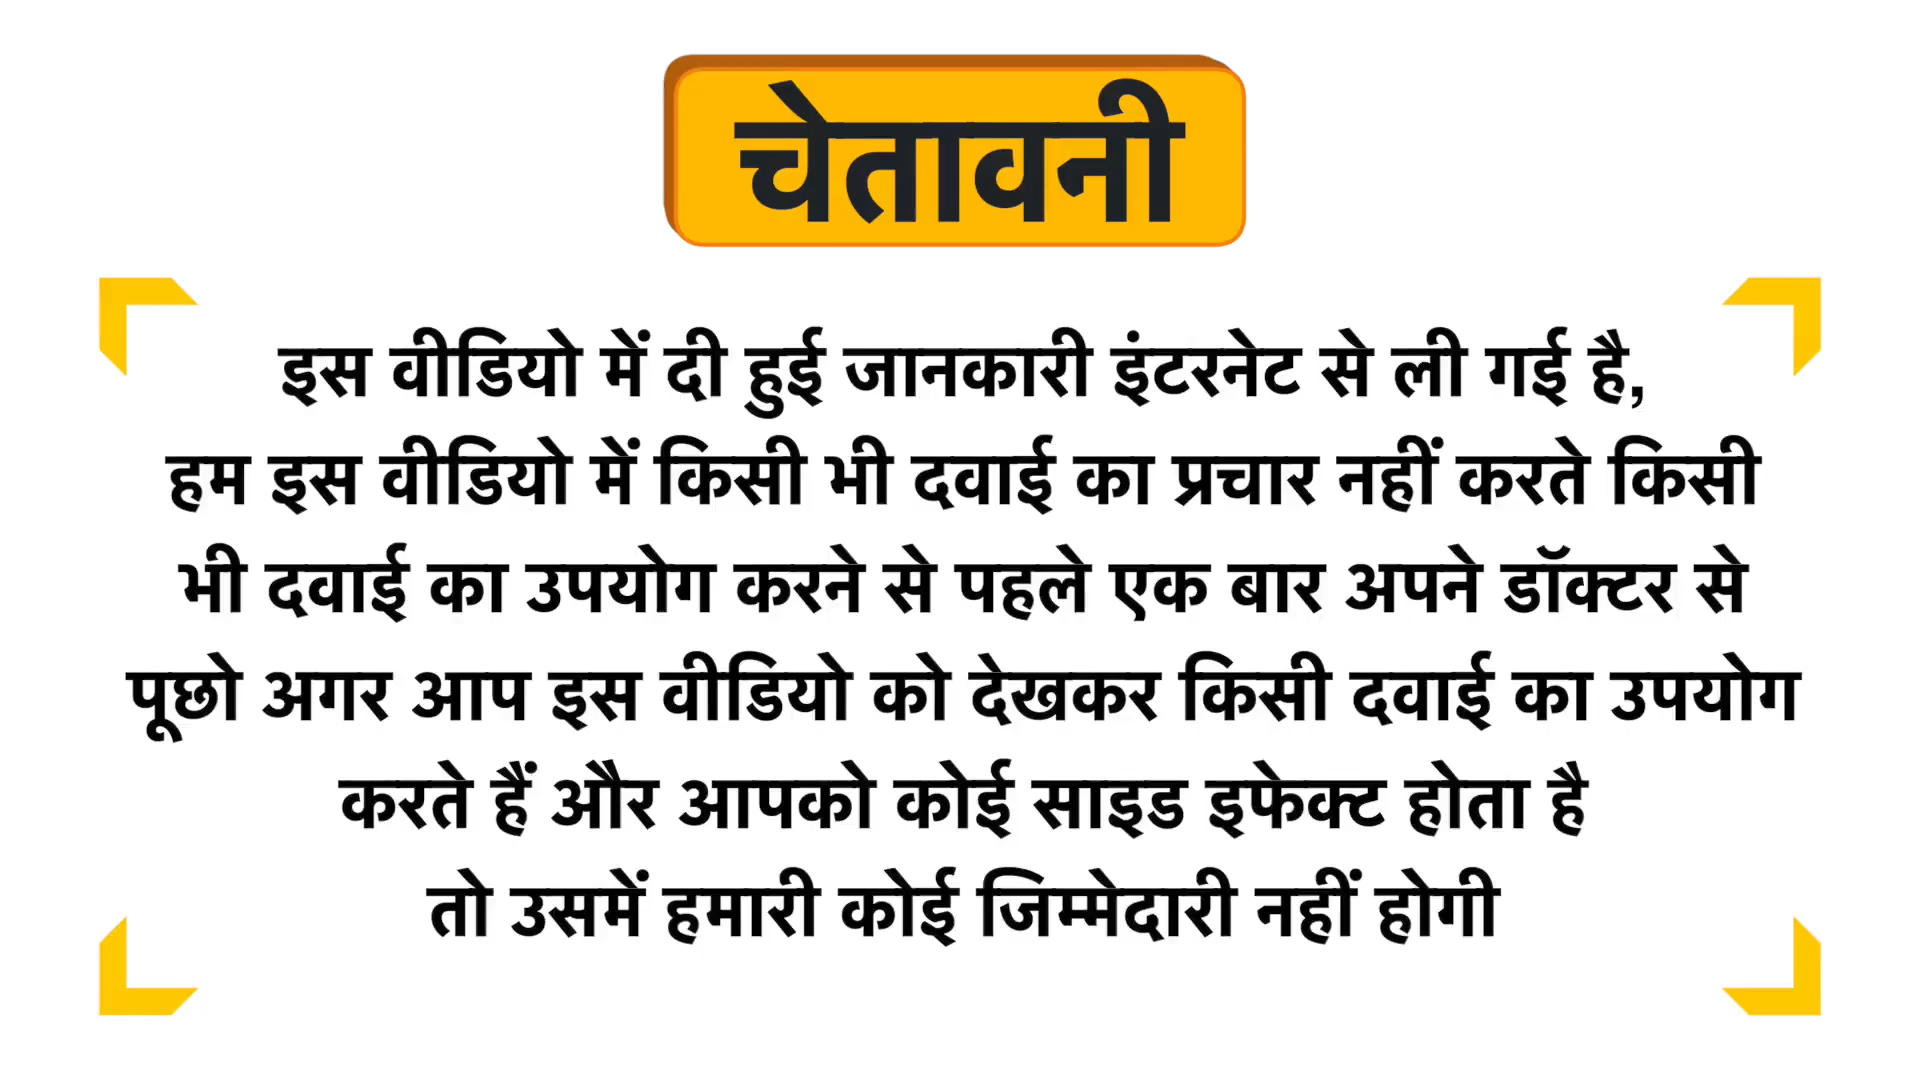 चेतावनी
इस वीडियो में दी हुई जानकारी इंटरनेट से ली गई है,
हम इस वीडियो में किसी भी दवाई का प्रचार नहीं करते किसी
भी दवाई का उपयोग करने से पहले एक बार अपने डॉक्टर से
पूछो अगर आप इस वीडियो को देखकर किसी दवाई का उपयोग
करते हैं और आपको कोई साइड इफेक्ट होता है
तो उसमें हमारी कोई जिम्मेदारी नहीं होगी